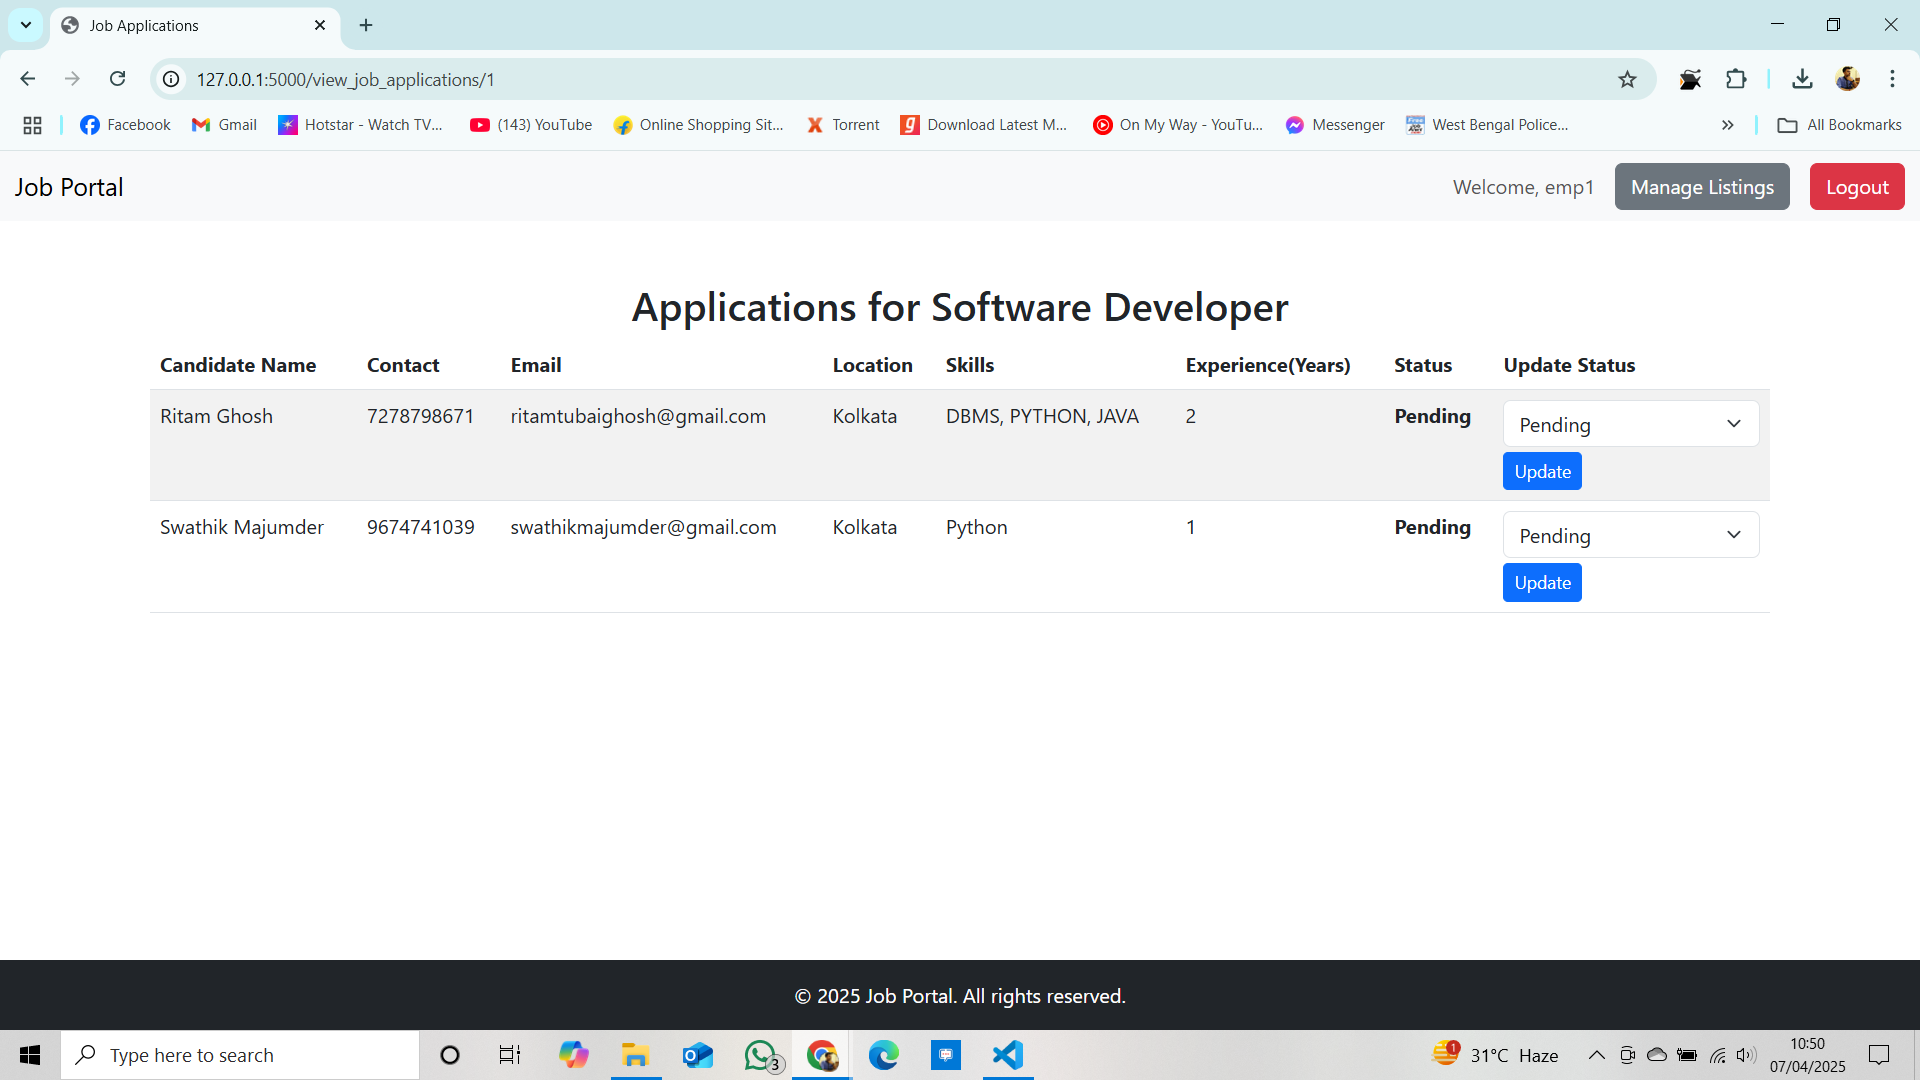 Job Applications
127.0.0.1:5000/view_job_applications/1
Facebook Gmail Hotstar - Watch TV... (143) YouTube Online Shopping Sit... Torrent Download Latest M... On My Way - YouTu... Messenger West Bengal Police... » All Bookmarks
Job Portal Welcome, emp1 Manage Listings Logout
Applications for Software Developer
Candidate Name Contact Email Location Skills Experience(Years) Status Update Status
Ritam Ghosh 7278798671 ritamtubaighosh@gmail.com Kolkata DBMS, PYTHON, JAVA 2 Pending Pending
Update
Swathik Majumder 9674741039 swathikmajumder@gmail.com Kolkata Python 1 Pending Pending
Update
© 2025 Job Portal. All rights reserved.
Type here to search 3 1 31°C Haze 10:50
07/04/2025